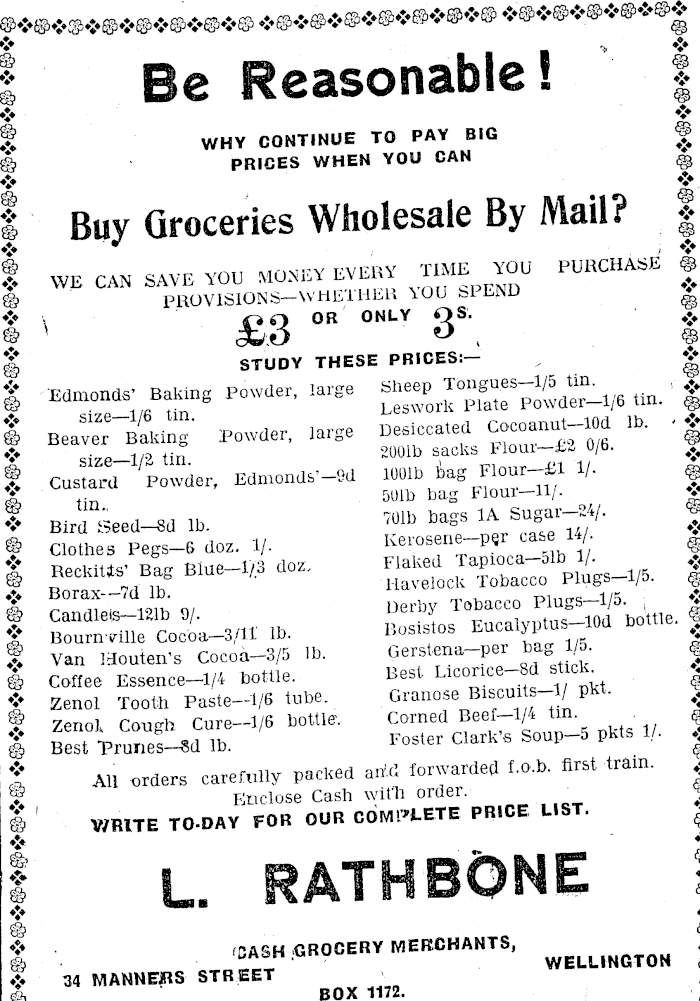 Be Reasonable!
WHY CONTINUE TO PAY BIG
PRICES WHEN YOU CAN
Buy Groceries Wholesale By Mail?
WE CAN SAVE YOU MONEY EVERY TIME YOU PURCHASE
PROVISIONS—WHETHER YOU SPEND
£3 OR ONLY 3s.
STUDY THESE PRICES:—
Edmonds' Baking Powder, large
size—1/6 tin.
Beaver Baking Powder, large
size—1/2 tin.
Custard Powder, Edmonds'—9d
tin.
Bird Seed—8d lb.
Clothes Pegs—6 doz. 1/.
Reckitts' Bag Blue—1/3 doz.
Borax—7d lb.
Candles—12lb 9/.
Bournville Cocoa—3/11 lb.
Van Houten's Cocoa—3/5 lb.
Coffee Essence—1/4 bottle.
Zenol Tooth Paste—1/6 tube.
Zenol Cough Cure—1/6 bottle.
Best Prunes—8d lb.
Sheep Tongues—1/5 tin.
Leswork Plate Powder—1/6 tin.
Desiccated Cocoanut—10d lb.
200lb sacks Flour—£2 0/6.
100lb bag Flour—£1 1/.
50lb bag Flour—11/.
70lb bags 1A Sugar—24/.
Kerosene—per case 14/.
Flaked Tapioca—5lb 1/.
Havelock Tobacco Plugs—1/5.
Derby Tobacco Plugs—1/5.
Bosistos Eucalyptus—10d bottle.
Gerstena—per bag 1/5.
Best Licorice—8d stick.
Granose Biscuits—1/ pkt.
Corned Beef—1/4 tin.
Foster Clark's Soup—5 pkts 1/.
All orders carefully packed and forwarded f.o.b. first train.
Enclose Cash with order.
WRITE TO-DAY FOR OUR COMPLETE PRICE LIST.
L. RATHBONE
CASH GROCERY MERCHANTS,
34 MANNERS STREET WELLINGTON
BOX 1172.